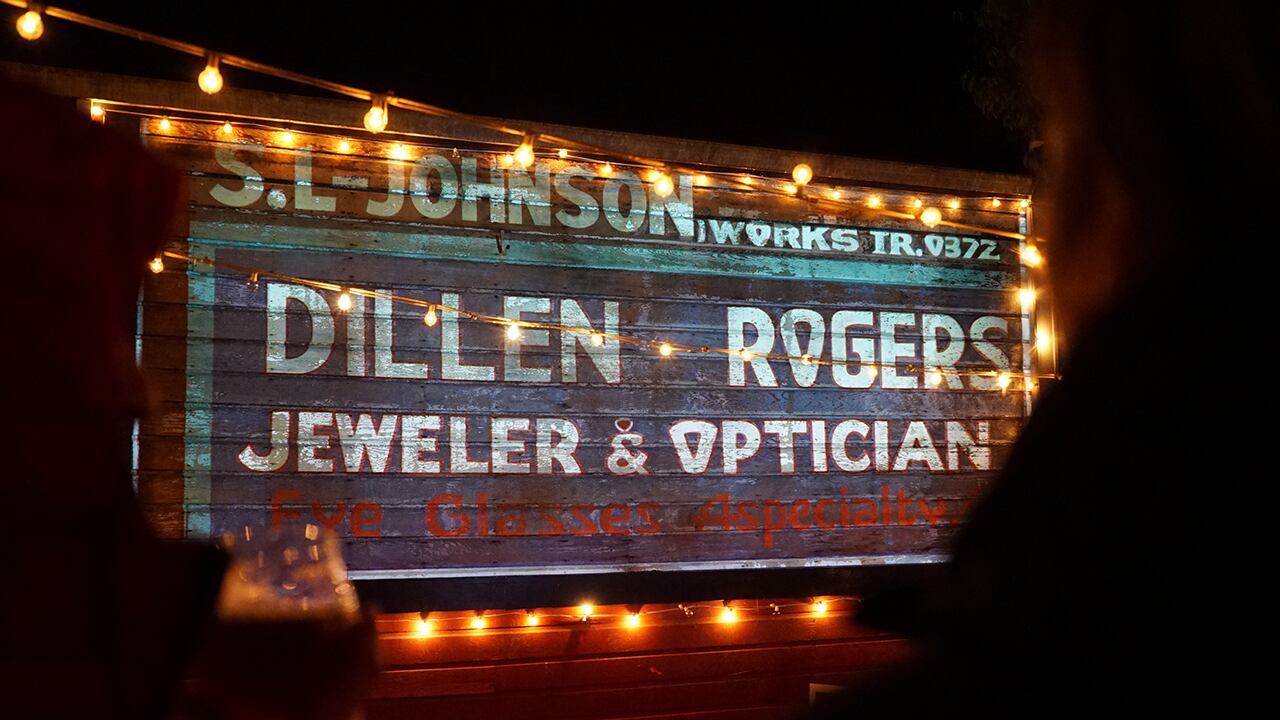 S.L-JOHNSON,
WORKS TR.0372
DILLEN ROGERS
JEWELER & OPTICIAN
Eye Glasses Aspecialty